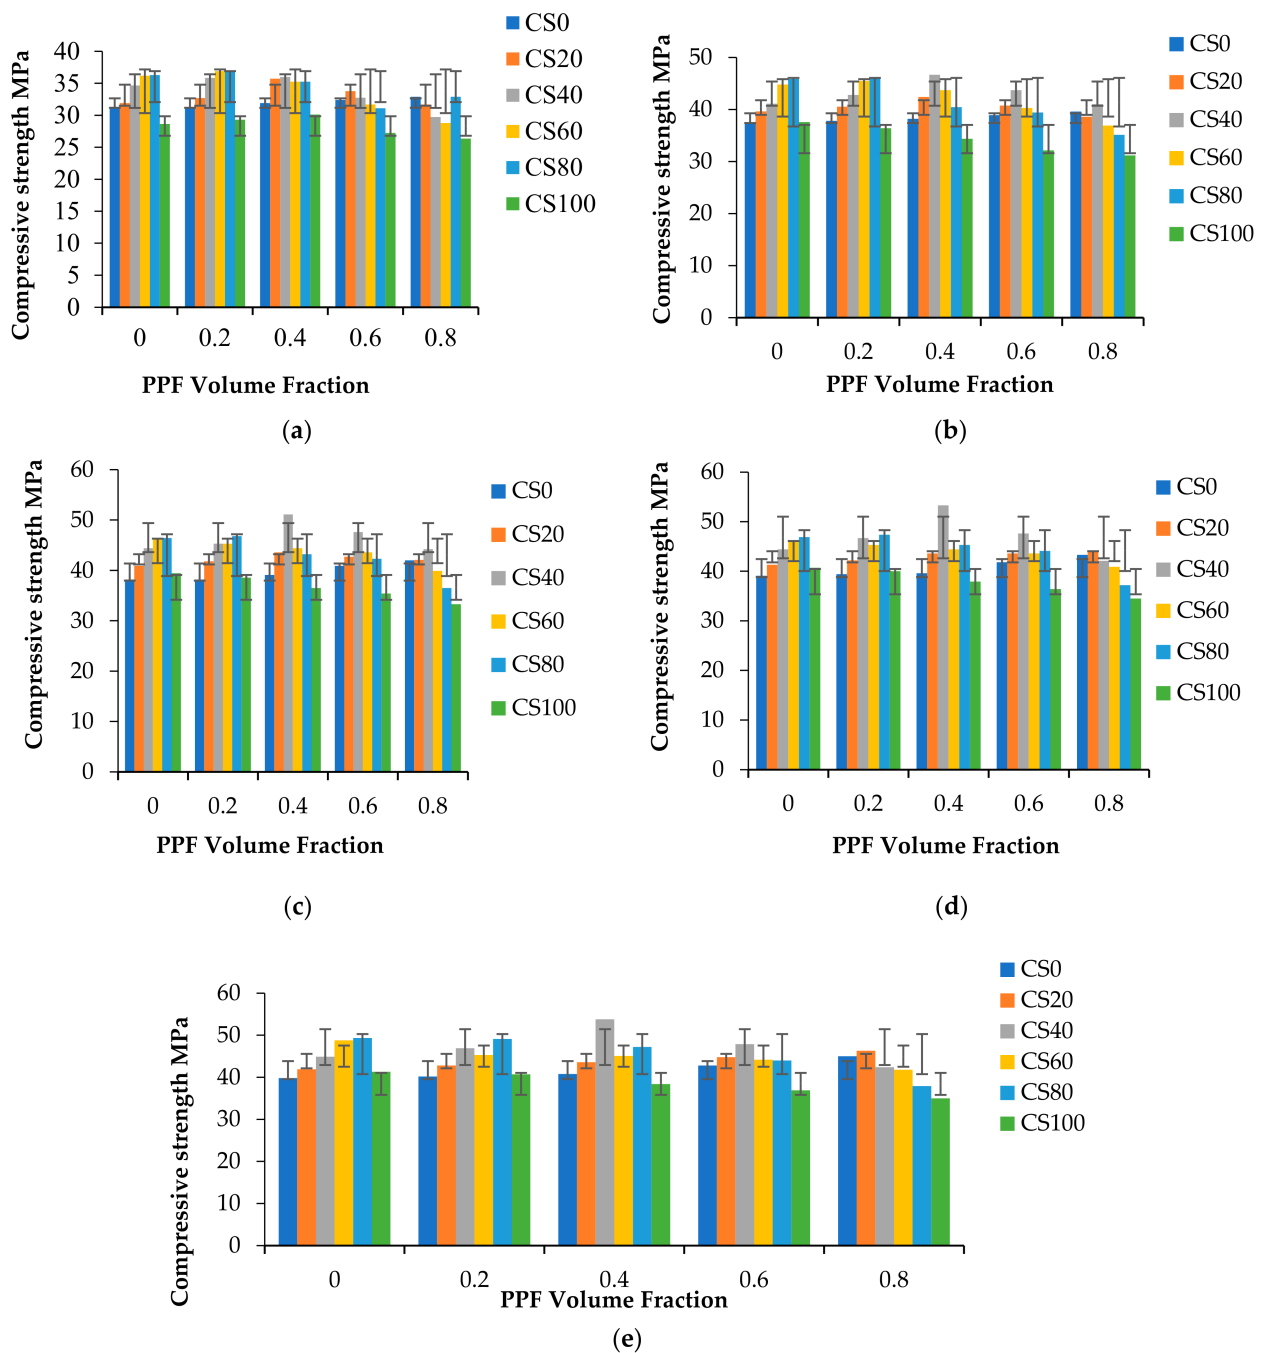 Compressive strength MPa
40
35
30
25
20
15
10
5
0
0 0.2 0.4 0.6 0.8
PPF Volume Fraction
CS0
CS20
CS40
CS60
CS80
CS100
(a)
Compressive strength MPa
50
40
30
20
10
0
0 0.2 0.4 0.6 0.8
PPF Volume Fraction
CS0
CS20
CS40
CS60
CS80
CS100
(b)
Compressive strength MPa
60
50
40
30
20
10
0
0 0.2 0.4 0.6 0.8
PPF Volume Fraction
CS0
CS20
CS40
CS60
CS80
CS100
(c)
Compressive strength MPa
60
50
40
30
20
10
0
0 0.2 0.4 0.6 0.8
PPF Volume Fraction
CS0
CS20
CS40
CS60
CS80
CS100
(d)
Compressive strength MPa
60
50
40
30
20
10
0
0 0.2 0.4 0.6 0.8
PPF Volume Fraction
CS0
CS20
CS40
CS60
CS80
CS100
(e)